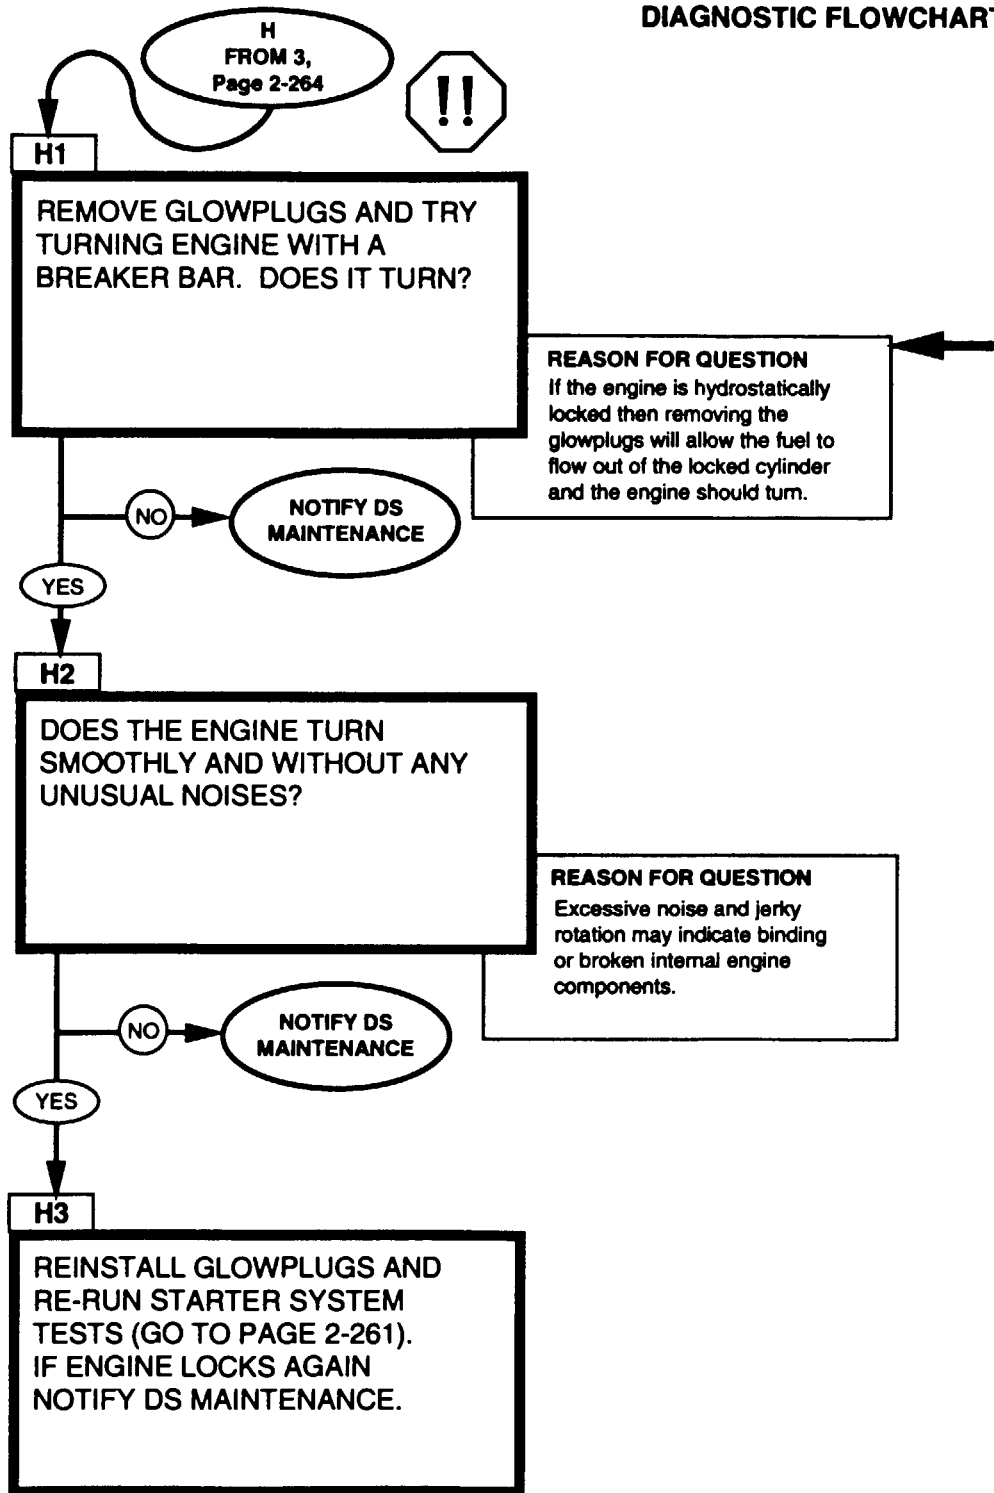 DIAGNOSTIC FLOWCHART
H
FROM 3,
Page 2-264
!!
H1
REMOVE GLOWPLUGS AND TRY
TURNING ENGINE WITH A
BREAKER BAR. DOES IT TURN?
REASON FOR QUESTION
If the engine is hydrostatically
locked then removing the
glowplugs will allow the fuel to
flow out of the locked cylinder
and the engine should turn.
NO
NOTIFY DS
MAINTENANCE
YES
H2
DOES THE ENGINE TURN
SMOOTHLY AND WITHOUT ANY
UNUSUAL NOISES?
REASON FOR QUESTION
Excessive noise and jerky
rotation may indicate binding
or broken internal engine
components.
NO
NOTIFY DS
MAINTENANCE
YES
H3
REINSTALL GLOWPLUGS AND
RE-RUN STARTER SYSTEM
TESTS (GO TO PAGE 2-261).
IF ENGINE LOCKS AGAIN
NOTIFY DS MAINTENANCE.